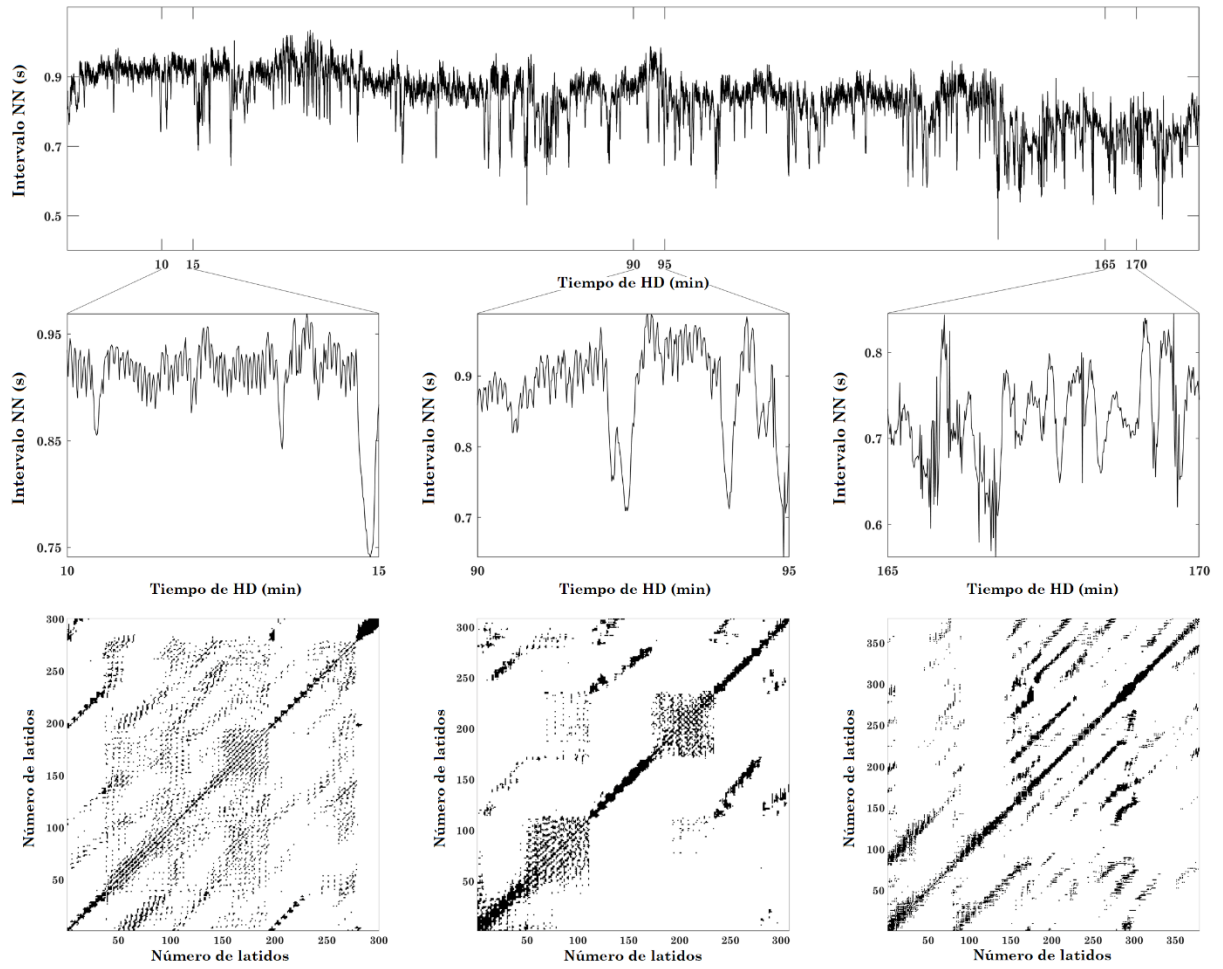 Intervalo NN (s)
0.9
0.7
0.5
10 15 90 95 165 170
Tiempo de HD (min)
Intervalo NN (s)
0.95
0.85
0.75
10 15
Tiempo de HD (min)
Intervalo NN (s)
0.9
0.8
0.7
90 95
Tiempo de HD (min)
Intervalo NN (s)
0.8
0.7
0.6
165 170
Tiempo de HD (min)
Número de latidos
300
250
200
150
100
50
50 100 150 200 250 300
Número de latidos
Número de latidos
300
250
200
150
100
50
50 100 150 200 250 300
Número de latidos
Número de latidos
350
300
250
200
150
100
50
50 100 150 200 250 300 350
Número de latidos